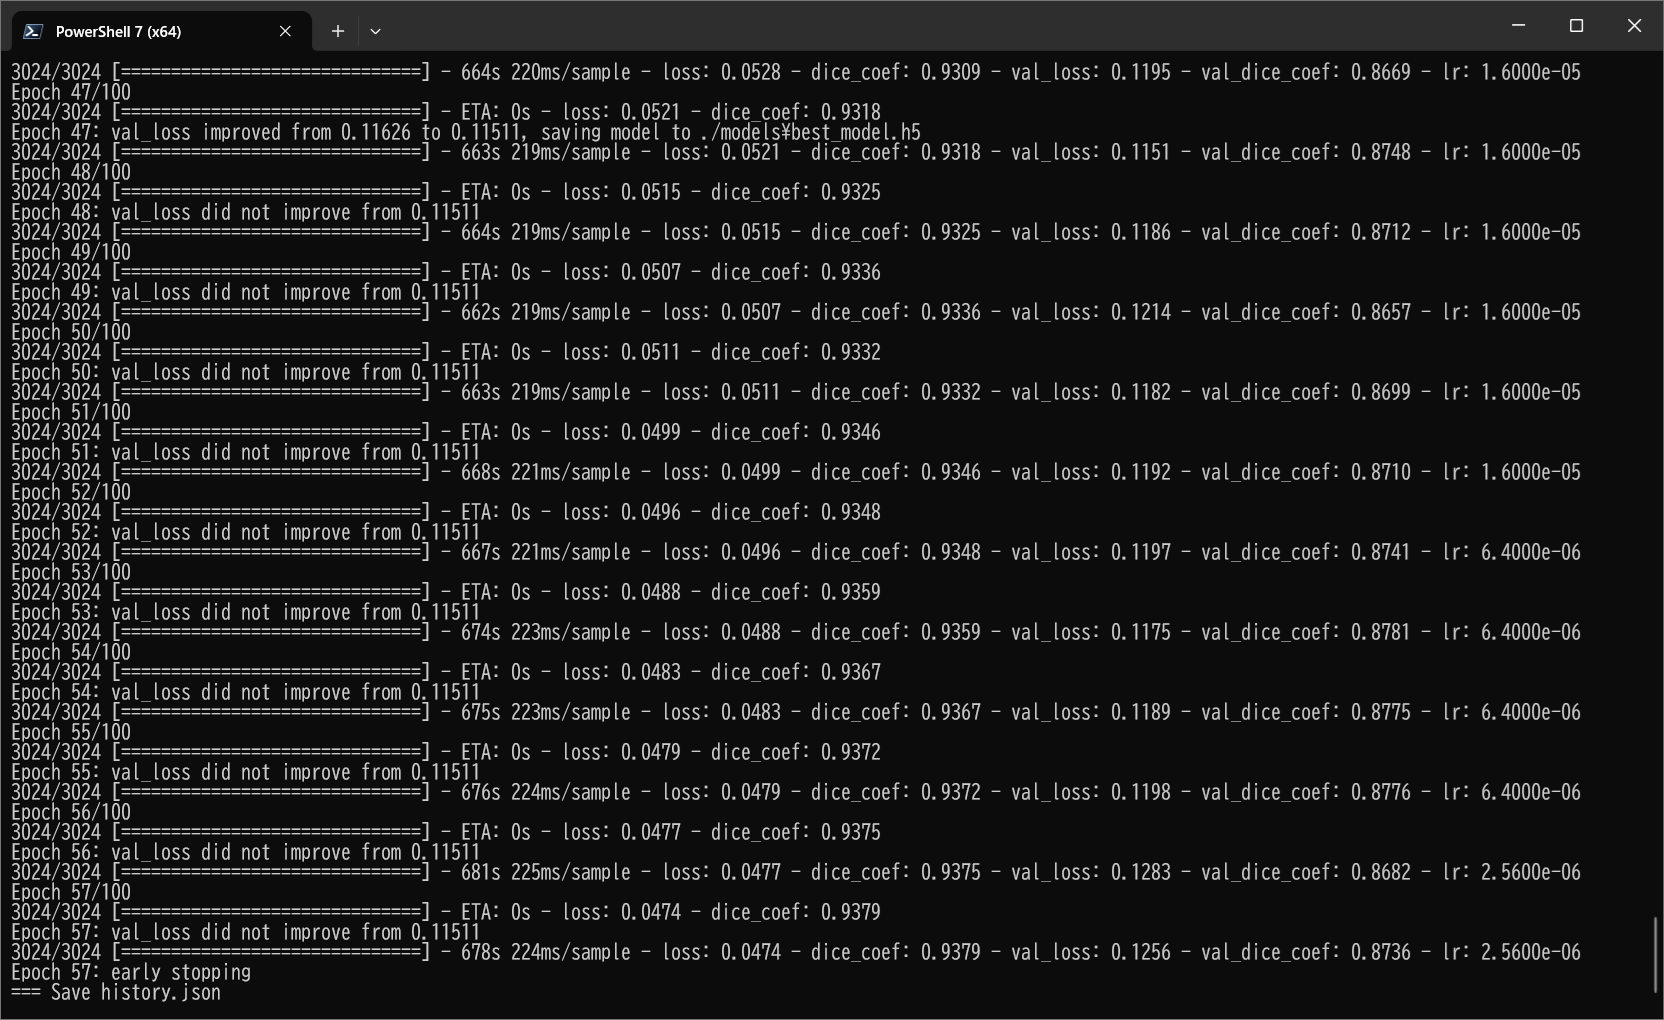 PowerShell 7 (x64)
3024/3024 [==============================] - 664s 220ms/sample - loss: 0.0528 - dice_coef: 0.9309 - val_loss: 0.1195 - val_dice_coef: 0.8669 - lr: 1.6000e-05
Epoch 47/100
3024/3024 [==============================] - ETA: 0s - loss: 0.0521 - dice_coef: 0.9318
Epoch 47: val_loss improved from 0.11626 to 0.11511, saving model to ./models¥best_model.h5
3024/3024 [==============================] - 663s 219ms/sample - loss: 0.0521 - dice_coef: 0.9318 - val_loss: 0.1151 - val_dice_coef: 0.8748 - lr: 1.6000e-05
Epoch 48/100
3024/3024 [==============================] - ETA: 0s - loss: 0.0515 - dice_coef: 0.9325
Epoch 48: val_loss did not improve from 0.11511
3024/3024 [==============================] - 664s 219ms/sample - loss: 0.0515 - dice_coef: 0.9325 - val_loss: 0.1186 - val_dice_coef: 0.8712 - lr: 1.6000e-05
Epoch 49/100
3024/3024 [==============================] - ETA: 0s - loss: 0.0507 - dice_coef: 0.9336
Epoch 49: val_loss did not improve from 0.11511
3024/3024 [==============================] - 662s 219ms/sample - loss: 0.0507 - dice_coef: 0.9336 - val_loss: 0.1214 - val_dice_coef: 0.8657 - lr: 1.6000e-05
Epoch 50/100
3024/3024 [==============================] - ETA: 0s - loss: 0.0511 - dice_coef: 0.9332
Epoch 50: val_loss did not improve from 0.11511
3024/3024 [==============================] - 663s 219ms/sample - loss: 0.0511 - dice_coef: 0.9332 - val_loss: 0.1182 - val_dice_coef: 0.8699 - lr: 1.6000e-05
Epoch 51/100
3024/3024 [==============================] - ETA: 0s - loss: 0.0499 - dice_coef: 0.9346
Epoch 51: val_loss did not improve from 0.11511
3024/3024 [==============================] - 668s 221ms/sample - loss: 0.0499 - dice_coef: 0.9346 - val_loss: 0.1192 - val_dice_coef: 0.8710 - lr: 1.6000e-05
Epoch 52/100
3024/3024 [==============================] - ETA: 0s - loss: 0.0496 - dice_coef: 0.9348
Epoch 52: val_loss did not improve from 0.11511
3024/3024 [==============================] - 667s 221ms/sample - loss: 0.0496 - dice_coef: 0.9348 - val_loss: 0.1197 - val_dice_coef: 0.8741 - lr: 6.4000e-06
Epoch 53/100
3024/3024 [==============================] - ETA: 0s - loss: 0.0488 - dice_coef: 0.9359
Epoch 53: val_loss did not improve from 0.11511
3024/3024 [==============================] - 674s 223ms/sample - loss: 0.0488 - dice_coef: 0.9359 - val_loss: 0.1175 - val_dice_coef: 0.8781 - lr: 6.4000e-06
Epoch 54/100
3024/3024 [==============================] - ETA: 0s - loss: 0.0483 - dice_coef: 0.9367
Epoch 54: val_loss did not improve from 0.11511
3024/3024 [==============================] - 675s 223ms/sample - loss: 0.0483 - dice_coef: 0.9367 - val_loss: 0.1189 - val_dice_coef: 0.8775 - lr: 6.4000e-06
Epoch 55/100
3024/3024 [==============================] - ETA: 0s - loss: 0.0479 - dice_coef: 0.9372
Epoch 55: val_loss did not improve from 0.11511
3024/3024 [==============================] - 676s 224ms/sample - loss: 0.0479 - dice_coef: 0.9372 - val_loss: 0.1198 - val_dice_coef: 0.8776 - lr: 6.4000e-06
Epoch 56/100
3024/3024 [==============================] - ETA: 0s - loss: 0.0477 - dice_coef: 0.9375
Epoch 56: val_loss did not improve from 0.11511
3024/3024 [==============================] - 681s 225ms/sample - loss: 0.0477 - dice_coef: 0.9375 - val_loss: 0.1283 - val_dice_coef: 0.8682 - lr: 2.5600e-06
Epoch 57/100
3024/3024 [==============================] - ETA: 0s - loss: 0.0474 - dice_coef: 0.9379
Epoch 57: val_loss did not improve from 0.11511
3024/3024 [==============================] - 678s 224ms/sample - loss: 0.0474 - dice_coef: 0.9379 - val_loss: 0.1256 - val_dice_coef: 0.8736 - lr: 2.5600e-06
Epoch 57: early stopping
=== Save history.json